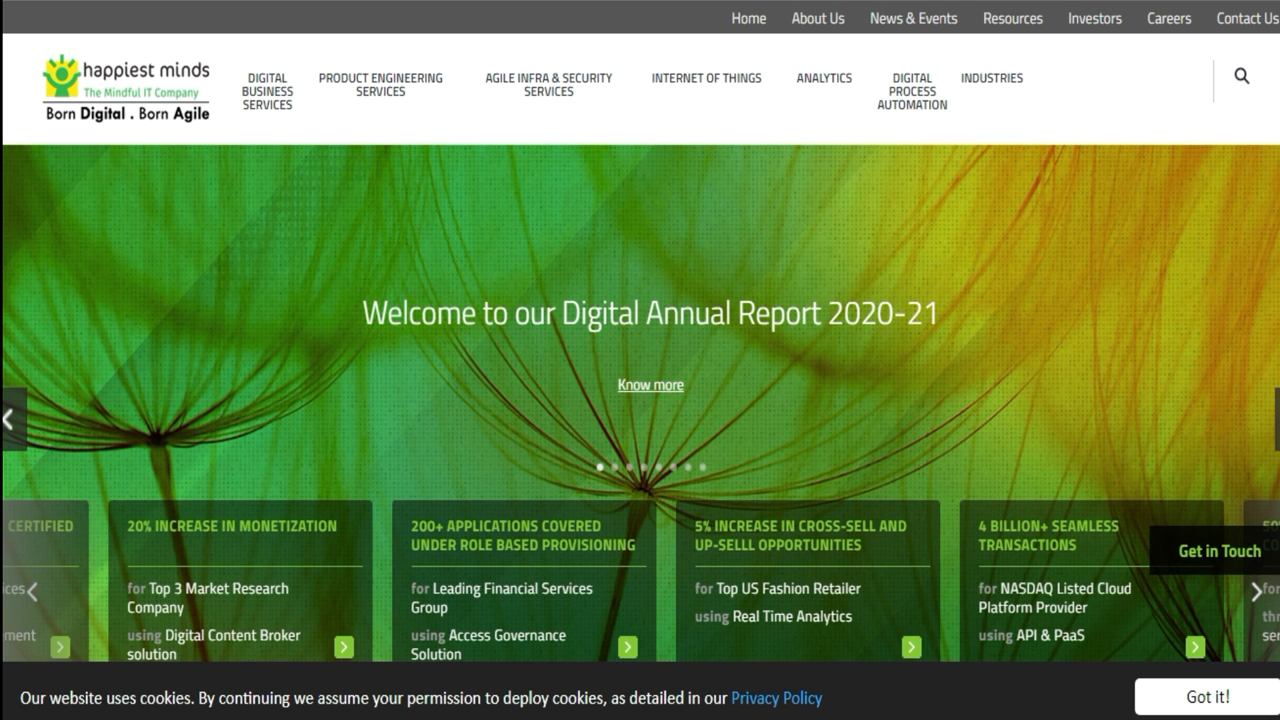 Home About Us News & Events Resources Investors Careers Contact Us
happiest minds
The Mindful IT Company
Born Digital . Born Agile
DIGITAL
BUSINESS
SERVICES
PRODUCT ENGINEERING
SERVICES
AGILE INFRA & SECURITY
SERVICES
INTERNET OF THINGS
ANALYTICS
DIGITAL
PROCESS
AUTOMATION
INDUSTRIES
Welcome to our Digital Annual Report 2020-21
Know more
CERTIFIED
ices
ment
20% INCREASE IN MONETIZATION
for Top 3 Market Research
Company
using Digital Content Broker
solution
200+ APPLICATIONS COVERED
UNDER ROLE BASED PROVISIONING
for Leading Financial Services
Group
using Access Governance
Solution
5% INCREASE IN CROSS-SELL AND
UP-SELLL OPPORTUNITIES
for Top US Fashion Retailer
using Real Time Analytics
4 BILLION+ SEAMLESS
TRANSACTIONS
for NASDAQ Listed Cloud
Platform Provider
using API & PaaS
Get in Touch
for
Our website uses cookies. By continuing we assume your permission to deploy cookies, as detailed in our Privacy Policy
Got it!